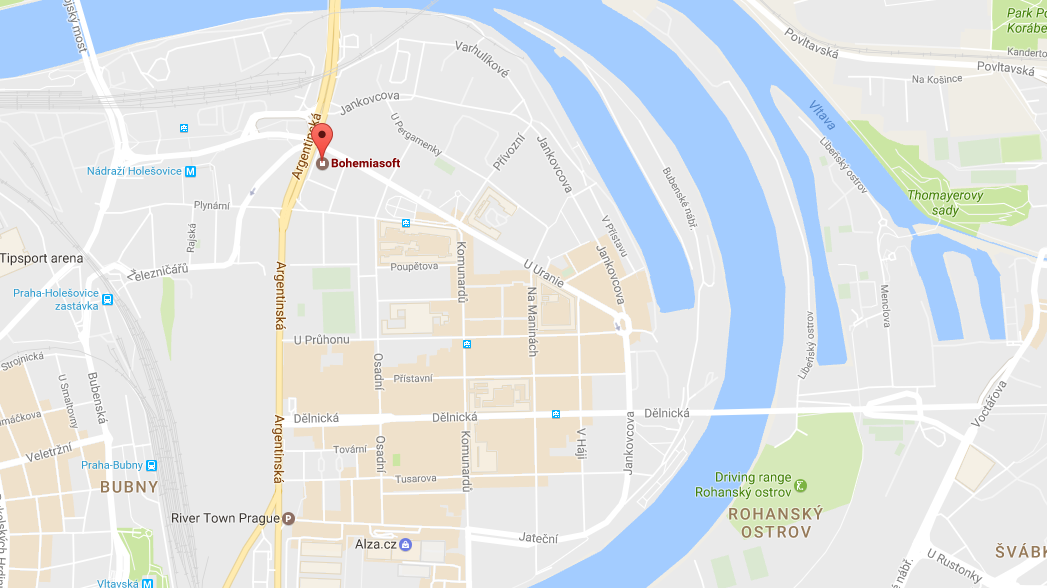 ojský most
Varhulíkové
Povltavská
Park Po
Korábe
Kanderto
Povltavská
Na Košince
Jankovcova
Vltava
Argentinská
U Pergamenky
Přívozní
Jankovcova
Libeňský ostrov
Bohemiasoft
Nádraží Holešovice
Bubenské nábř.
Thomayerovy
sady
Plynární
Rajská
V Přístavu
Tipsport arena
Železničářů
Komunardů
Poupětova
U Uranie
Jankovcova
Praha-Holešovice
zastávka
Argentinská
Na Maninách
Menclova
Libeňský ostrov
U Průhonu
Strojnická
Osadní
Přístavní
U Smaltovny
Bubenská
Voctářova
Dělnická
Dělnická
Dělnická
máčkova
Argentinská
Veletržní
Tovární
Osadní
Komunardů
V Háji
Jankovcova
Praha-Bubny
BUBNY
Tusarova
Driving range
Rohanský ostrov
River Town Prague
P
ROHANSKÝ
OSTROV
Alza.cz
Jateční
ŠVÁBK
U Rustonky
nábř.
Vltavská
M